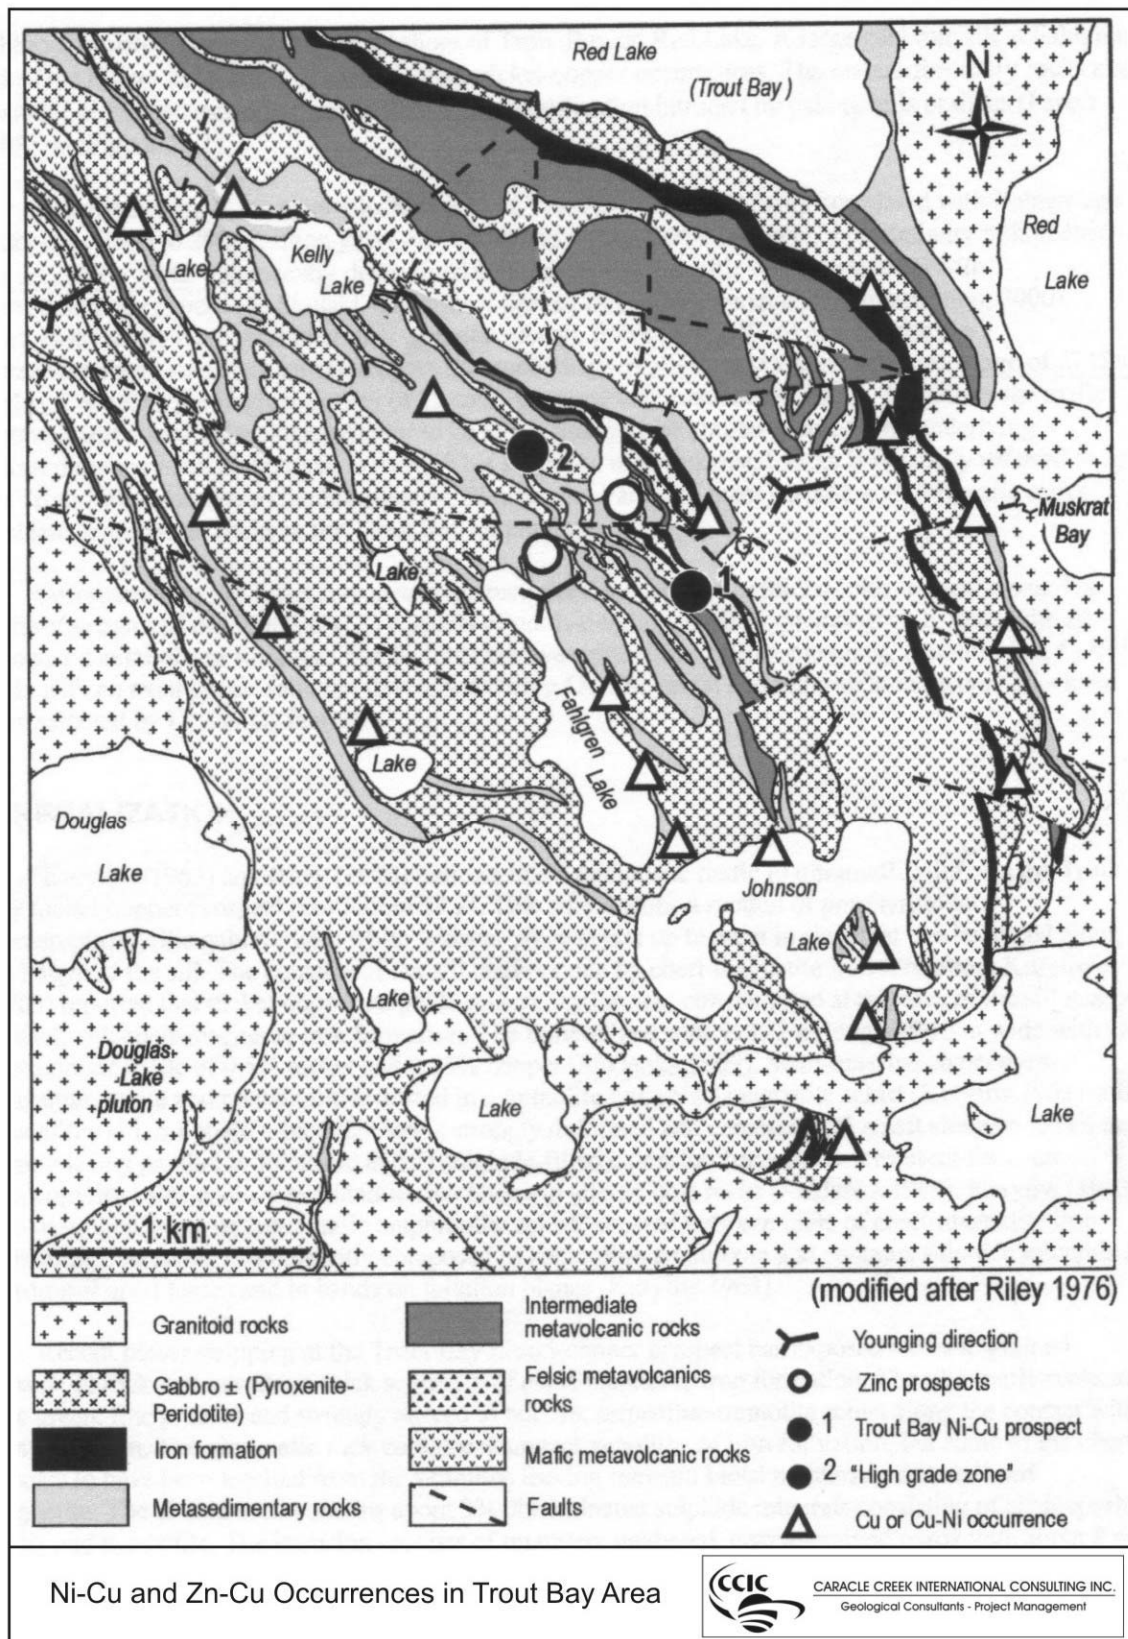 Red Lake
(Trout Bay)
N
Red
Lake
Kelly
Lake
Lake
2
Muskrat
Bay
Lake
1
Fahlgren
Lake
Lake
Douglas
Lake
Johnson
Lake
Lake
Douglas
Lake
pluton
Lake
Lake
1 km
(modified after Riley 1976)
Granitoid rocks
Gabbro ± (Pyroxenite-
Peridotite)
Iron formation
Metasedimentary rocks
Intermediate
metavolcanic rocks
Felsic metavolcanics
rocks
Mafic metavolcanic rocks
Faults
Younging direction
Zinc prospects
1 Trout Bay Ni-Cu prospect
2 “High grade zone”
Cu or Cu-Ni occurrence
Ni-Cu and Zn-Cu Occurrences in Trout Bay Area
CCIC
CARACLE CREEK INTERNATIONAL CONSULTING INC.
Geological Consultants - Project Management